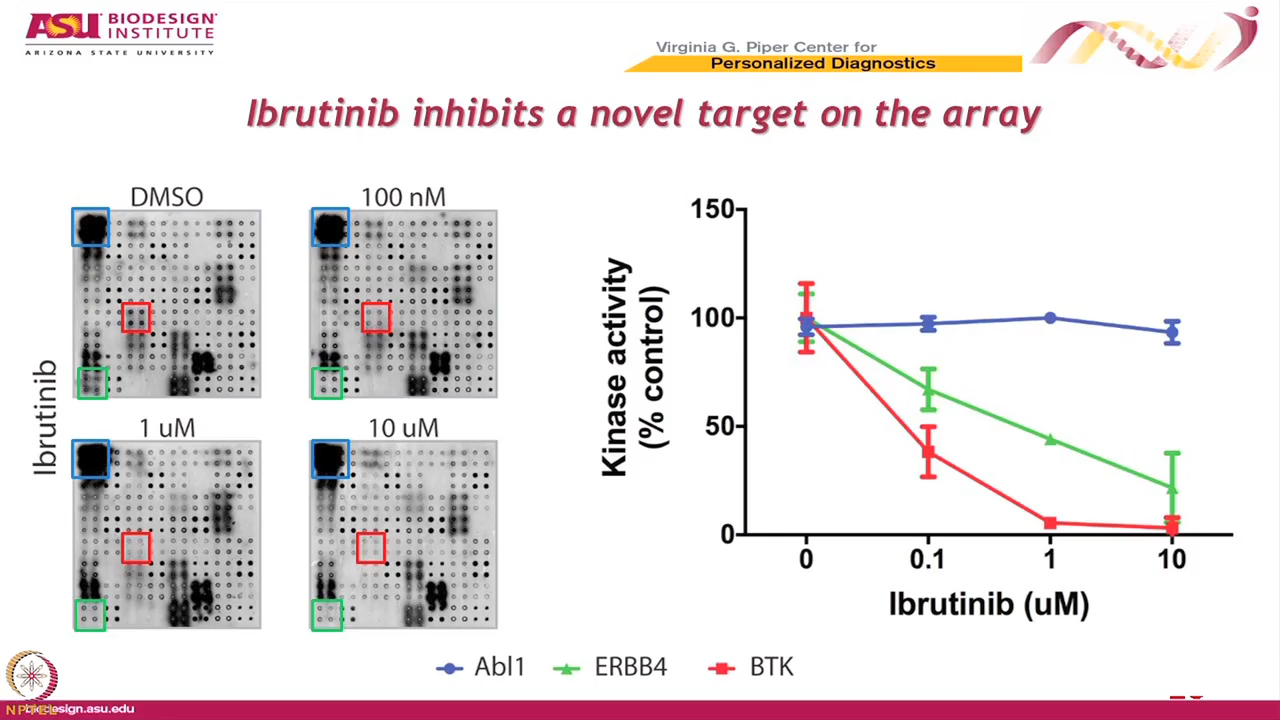 ASU BIODESIGN INSTITUTE
ARIZONA STATE UNIVERSITY
Virginia G. Piper Center for
Personalized Diagnostics
Ibrutinib inhibits a novel target on the array
Ibrutinib
DMSO
100 nM
1 uM
10 uM
Kinase activity
(% control)
150
100
50
0
0 0.1 1 10
Ibrutinib (uM)
Abl1 ERBB4 BTK
NPTEL
biodesign.asu.edu